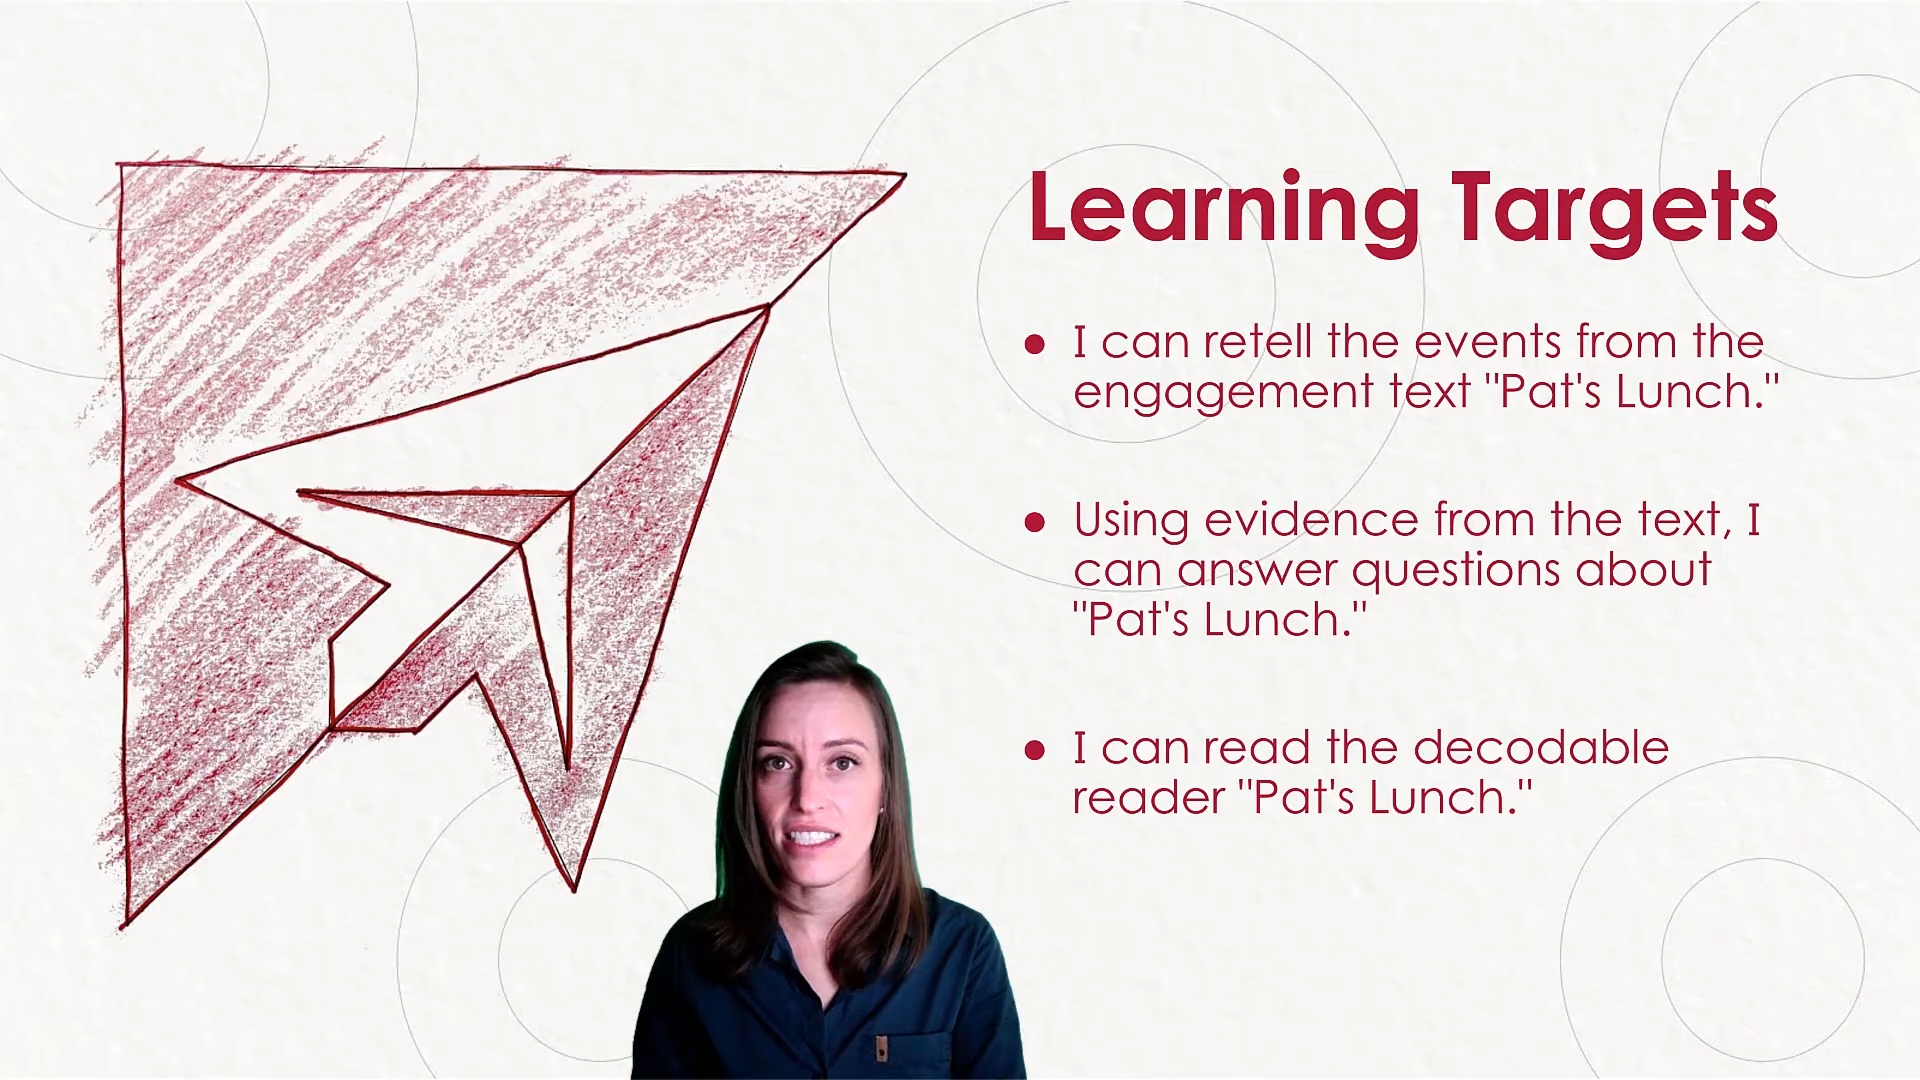 Learning Targets
● I can retell the events from the
engagement text "Pat's Lunch."
● Using evidence from the text, I
can answer questions about
"Pat's Lunch."
● I can read the decodable
reader "Pat's Lunch."